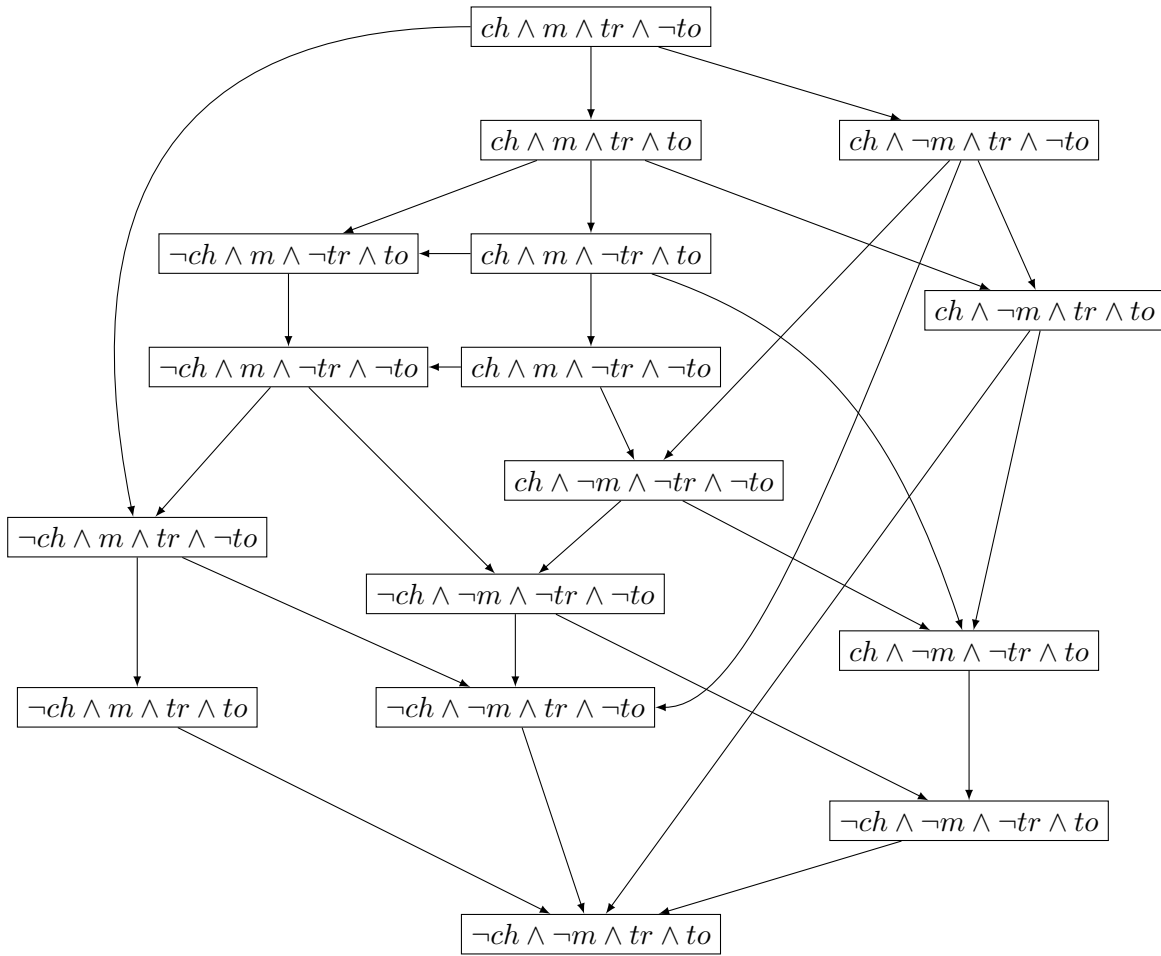 ch ∧ m ∧ tr ∧ ¬to
ch ∧ m ∧ tr ∧ to
ch ∧ ¬m ∧ tr ∧ ¬to
¬ch ∧ m ∧ ¬tr ∧ to
ch ∧ m ∧ ¬tr ∧ to
ch ∧ ¬m ∧ tr ∧ to
¬ch ∧ m ∧ ¬tr ∧ ¬to
ch ∧ m ∧ ¬tr ∧ ¬to
ch ∧ ¬m ∧ ¬tr ∧ ¬to
¬ch ∧ m ∧ tr ∧ ¬to
¬ch ∧ ¬m ∧ ¬tr ∧ ¬to
ch ∧ ¬m ∧ ¬tr ∧ to
¬ch ∧ m ∧ tr ∧ to
¬ch ∧ ¬m ∧ tr ∧ ¬to
¬ch ∧ ¬m ∧ ¬tr ∧ to
¬ch ∧ ¬m ∧ tr ∧ to